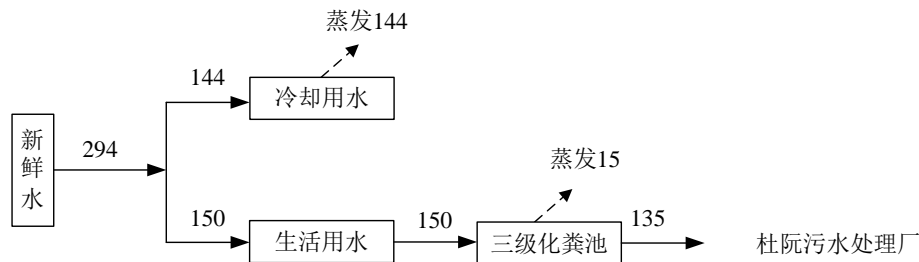 蒸发144
144
冷却用水
新鲜水
294
蒸发15
150
生活用水
150
三级化粪池
135
杜阮污水处理厂